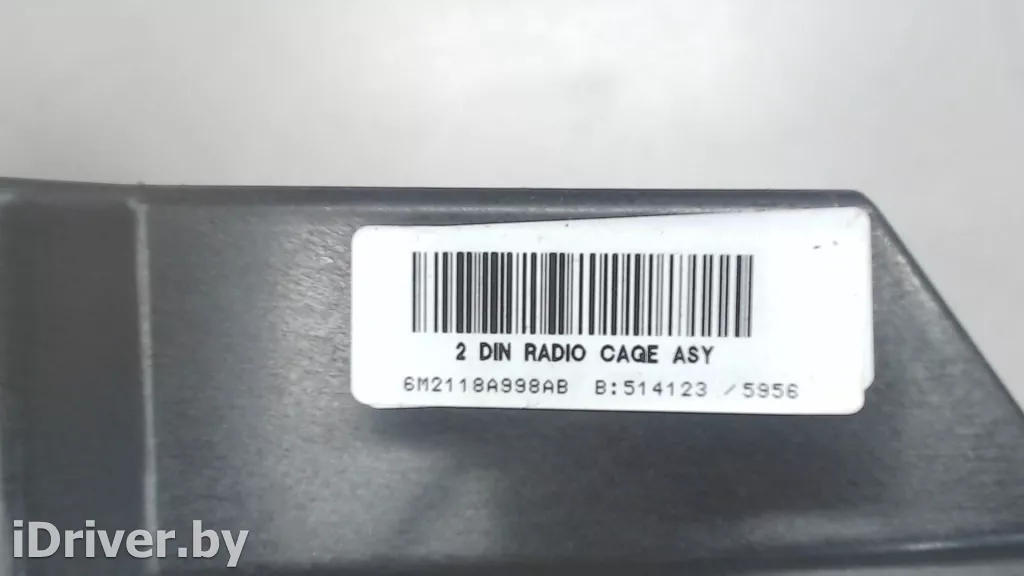 2 DIN RADIO CAGE ASY
6M2118A998AB B:514123 /5956
iDriver.by